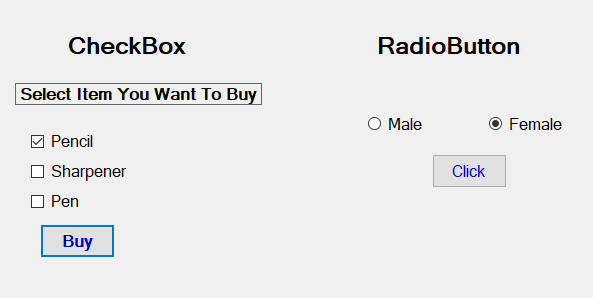 CheckBox
Select Item You Want To Buy
Pencil
Sharpener
Pen
Buy
RadioButton
Male
Female
Click